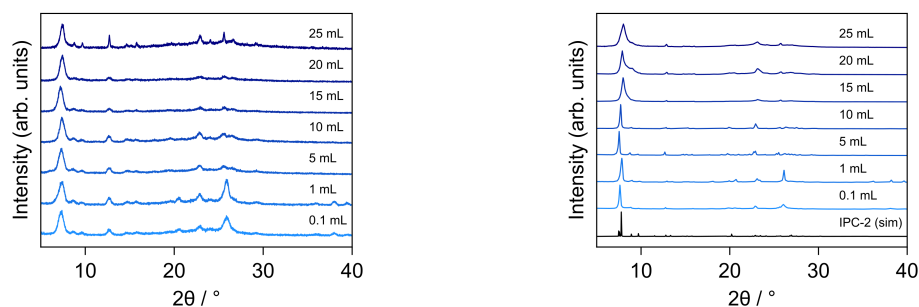 25 mL
20 mL
15 mL
10 mL
5 mL
1 mL
0.1 mL
Intensity (arb. units)
10 20 30 40
2θ / °
25 mL
20 mL
15 mL
10 mL
5 mL
1 mL
0.1 mL
IPC-2 (sim)
Intensity (arb. units)
10 20 30 40
2θ / °